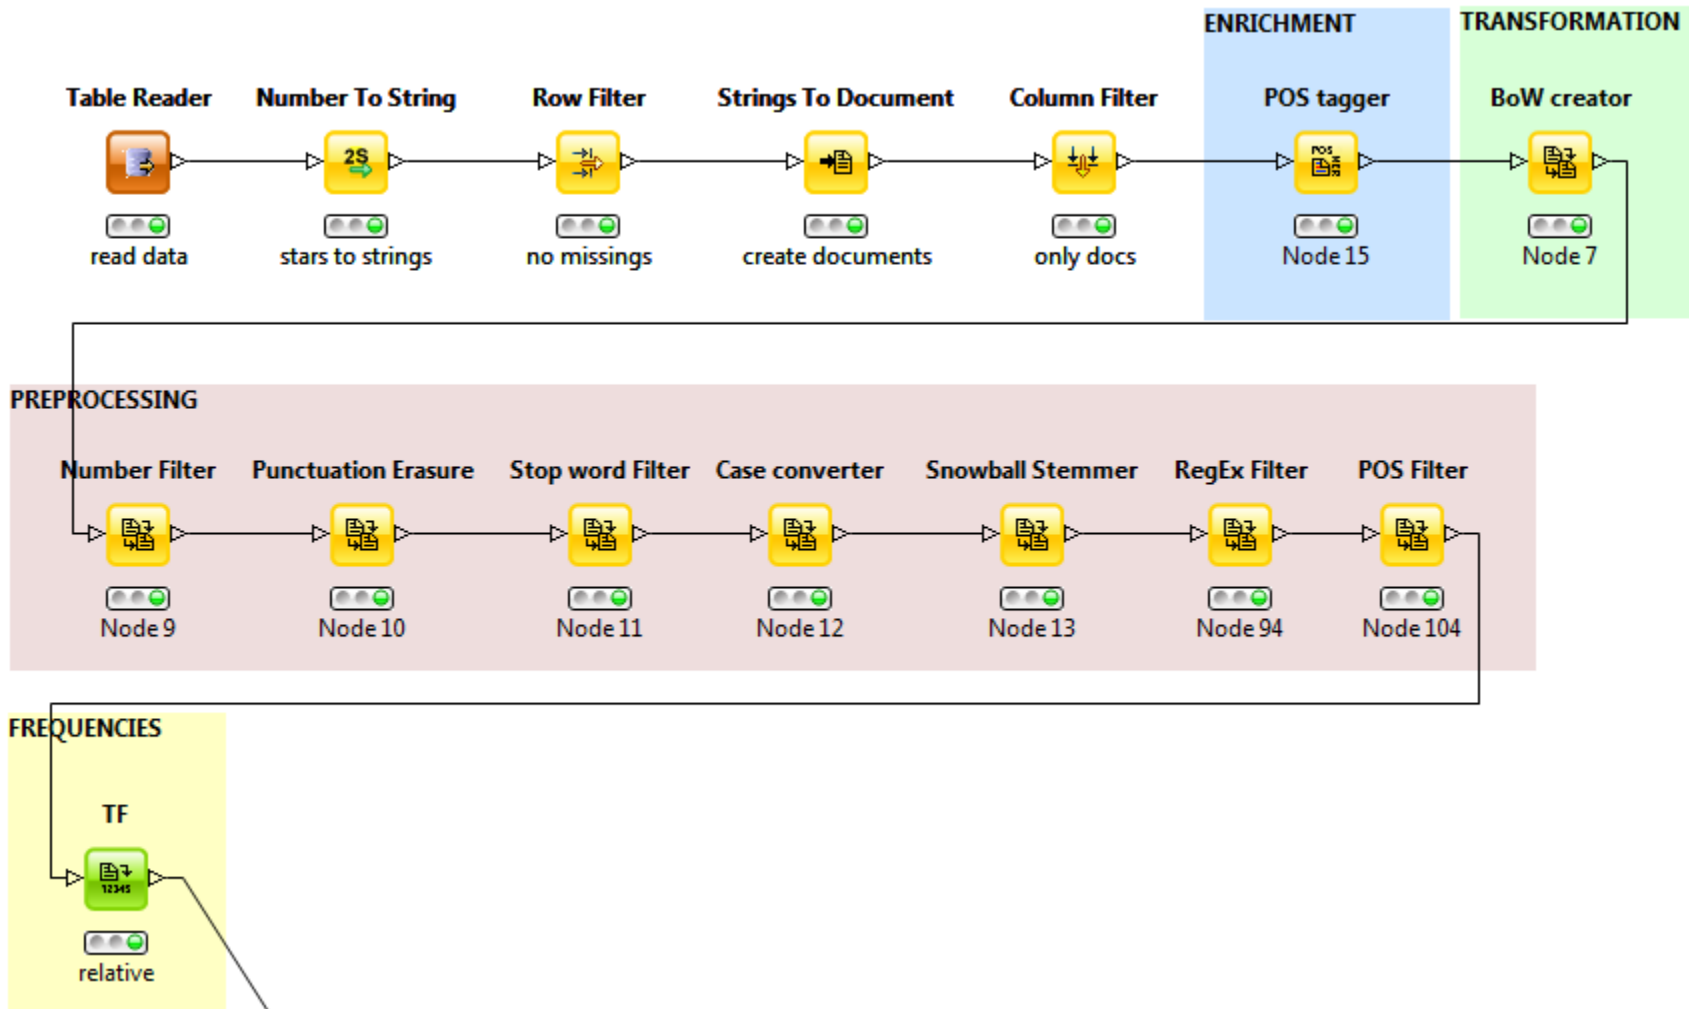 ENRICHMENT
TRANSFORMATION
Table Reader
Number To String
Row Filter
Strings To Document
Column Filter
POS tagger
BoW creator
2S
POS
read data
stars to strings
no missings
create documents
only docs
Node 15
Node 7
PREPROCESSING
Number Filter
Punctuation Erasure
Stop word Filter
Case converter
Snowball Stemmer
RegEx Filter
POS Filter
Node 9
Node 10
Node 11
Node 12
Node 13
Node 94
Node 104
FREQUENCIES
TF
12345
relative